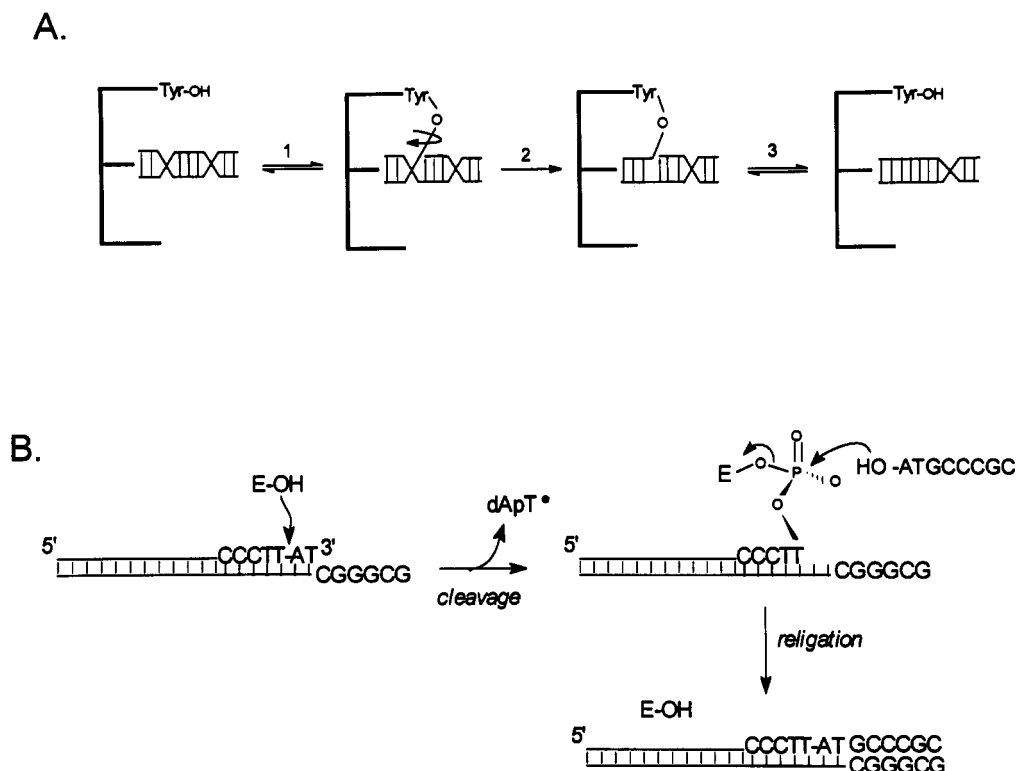 A.
Tyr-OH Tyr Tyr Tyr-OH
O O
1 2 3
B.
E-OH dApT• E-O-P O O O HO -ATGCCCGC
5' CCCTT-AT 3' 5' CCCTT
CGGGCG cleavage CGGGCG
religation
E-OH
5' CCCTT-AT GCCCGC
CGGGCG